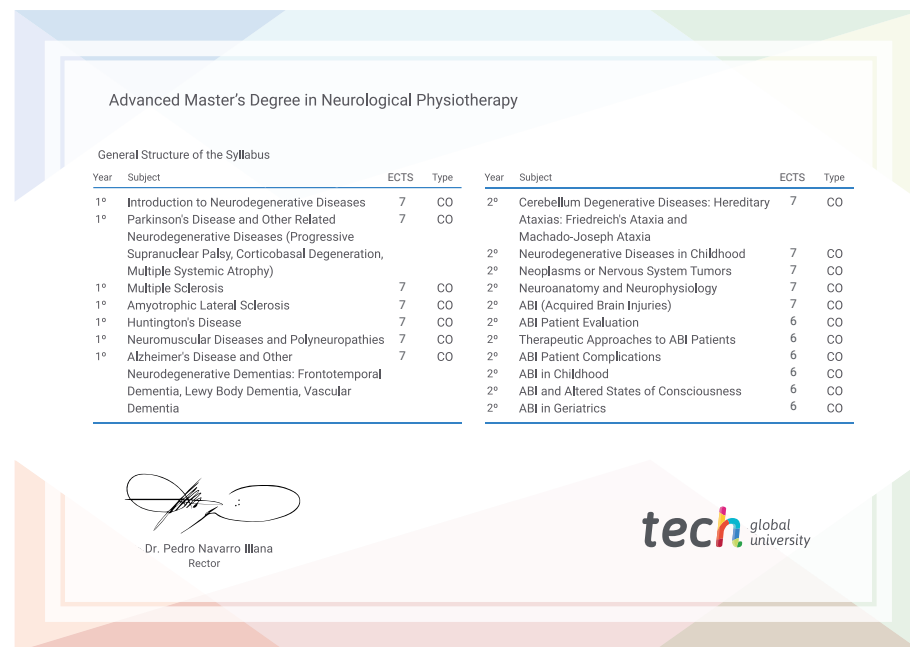 Advanced Master's Degree in Neurological Physiotherapy
General Structure of the Syllabus
Year Subject ECTS Type
1º Introduction to Neurodegenerative Diseases 7 CO
1º Parkinson's Disease and Other Related 7 CO
Neurodegenerative Diseases (Progressive
Supranuclear Palsy, Corticobasal Degeneration,
Multiple Systemic Atrophy)
1º Multiple Sclerosis 7 CO
1º Amyotrophic Lateral Sclerosis 7 CO
1º Huntington's Disease 7 CO
1º Neuromuscular Diseases and Polyneuropathies 7 CO
1º Alzheimer's Disease and Other 7 CO
Neurodegenerative Dementias: Frontotemporal
Dementia, Lewy Body Dementia, Vascular
Dementia
Year Subject ECTS Type
2º Cerebellum Degenerative Diseases: Hereditary 7 CO
Ataxias: Friedreich's Ataxia and
Machado-Joseph Ataxia
2º Neurodegenerative Diseases in Childhood 7 CO
2º Neoplasms or Nervous System Tumors 7 CO
2º Neuroanatomy and Neurophysiology 7 CO
2º ABI (Acquired Brain Injuries) 7 CO
2º ABI Patient Evaluation 6 CO
2º Therapeutic Approaches to ABI Patients 6 CO
2º ABI Patient Complications 6 CO
2º ABI in Childhood 6 CO
2º ABI and Altered States of Consciousness 6 CO
2º ABI in Geriatrics 6 CO
Dr. Pedro Navarro Illana
Rector
tech global
university